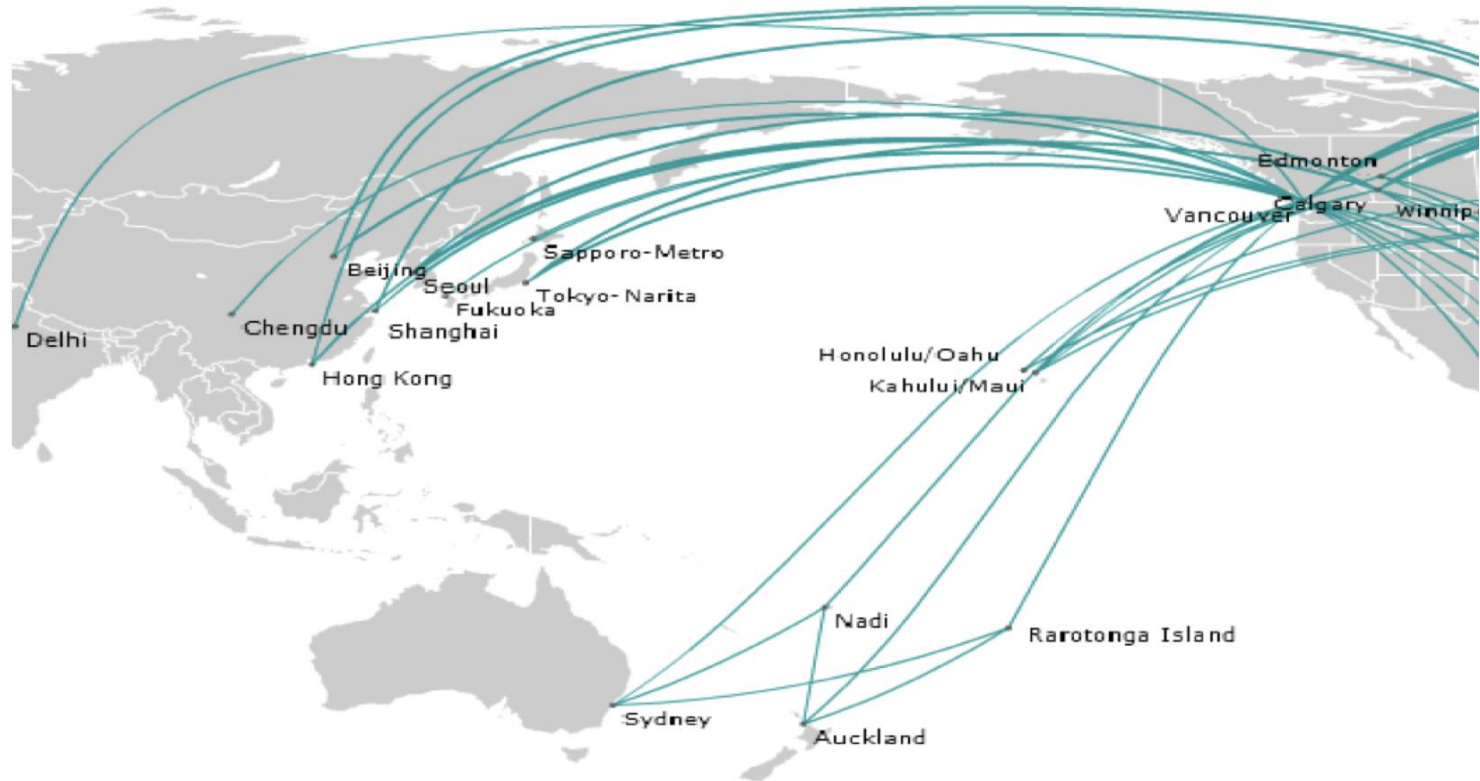 Edmonton
Calgary
Winnip
Vancouver
Sapporo-Metro
Beijing
Seoul
Tokyo-Narita
Fukuoka
Chengdu
Shanghai
Delhi
Honolulu/Oahu
Hong Kong
Kahului/Maui
Nadi
Rarotonga Island
Sydney
Auckland